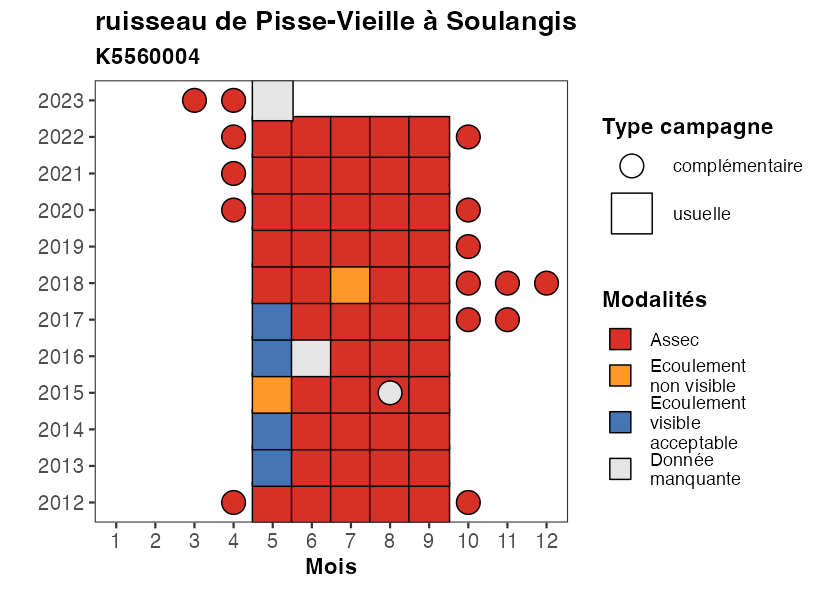 ruisseau de Pisse-Vieille à Soulangis
K5560004
2023
2022
2021
2020
2019
2018
2017
2016
2015
2014
2013
2012
1 2 3 4 5 6 7 8 9 10 11 12
Mois
Type campagne
complémentaire
usuelle
Modalités
Assec
Ecoulement
non visible
Ecoulement
visible
acceptable
Donnée
manquante